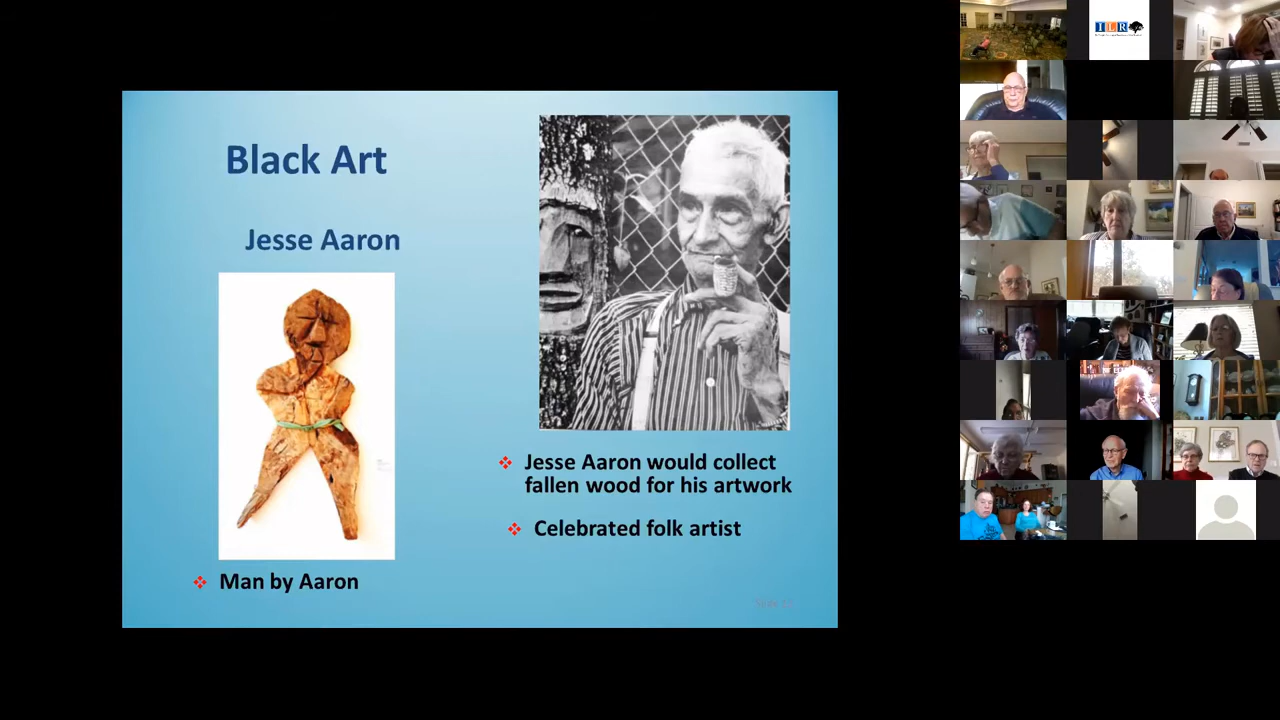 Black Art
Jesse Aaron
Jesse Aaron would collect
fallen wood for his artwork
Celebrated folk artist
Man by Aaron
ILR